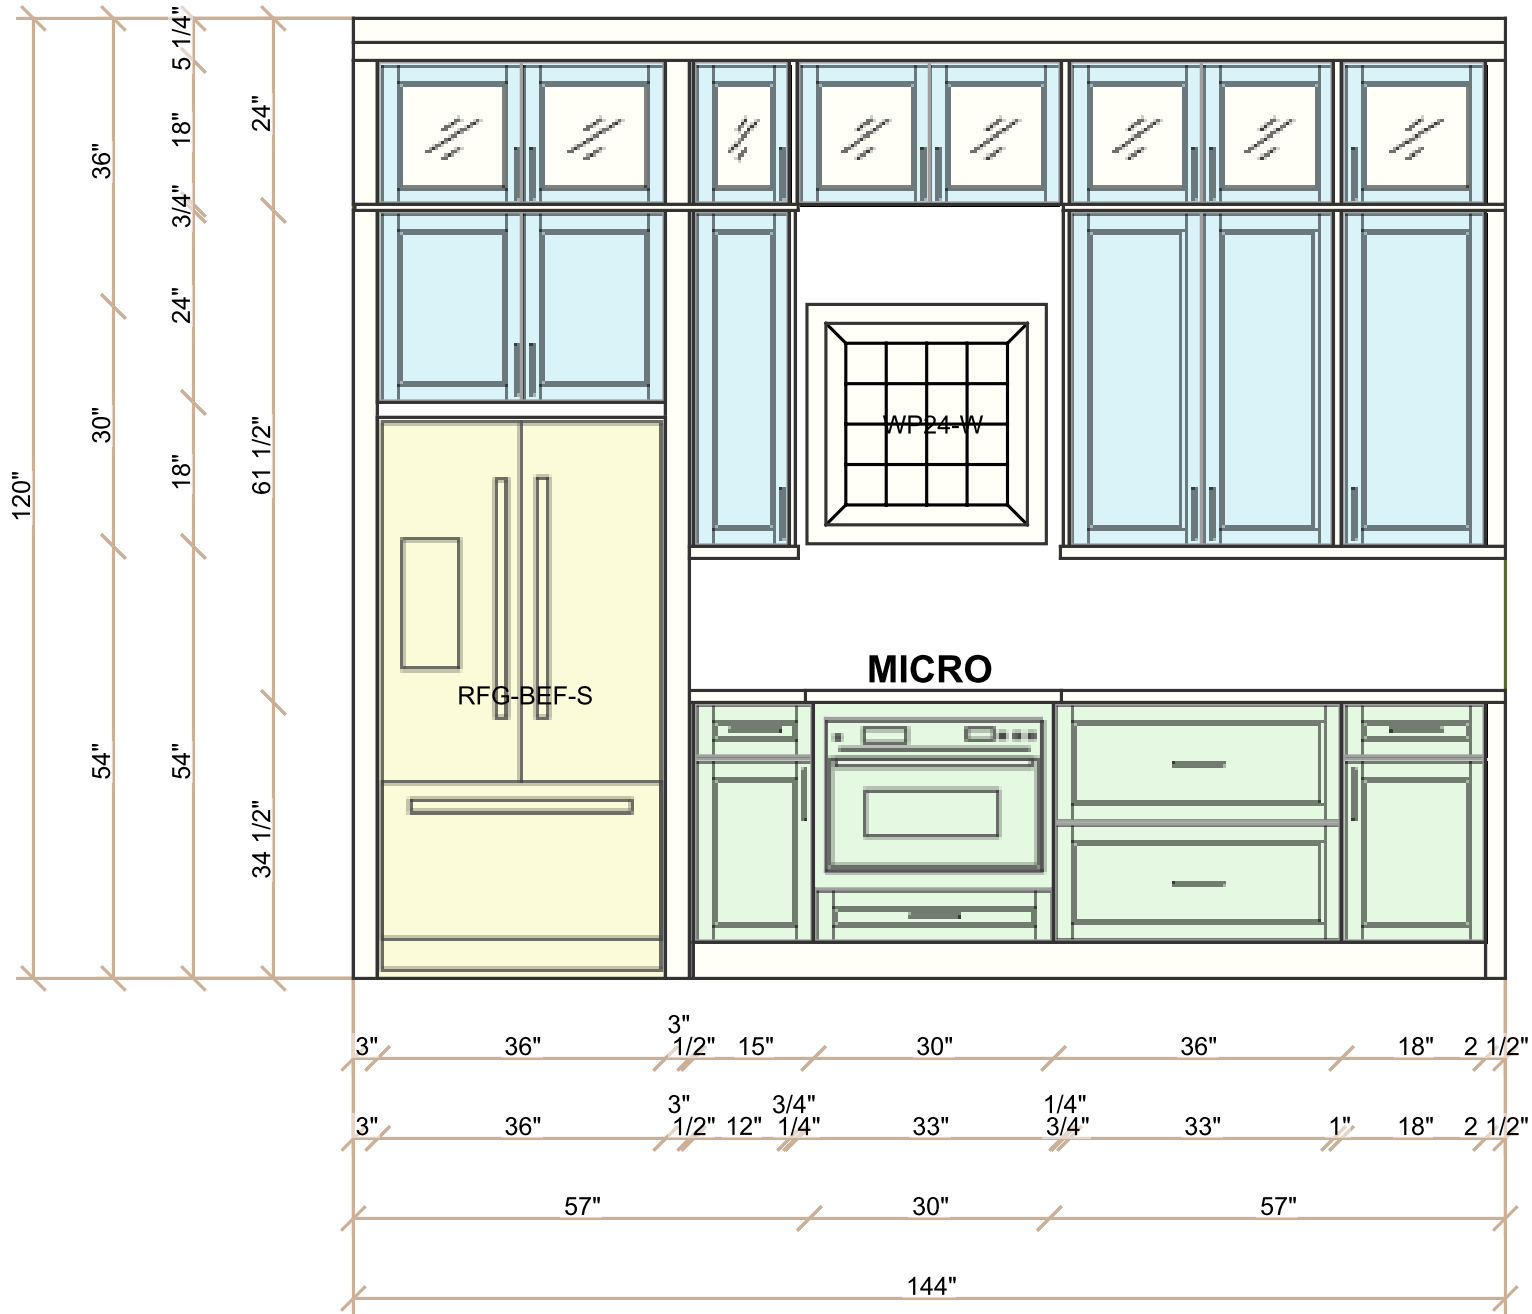 5 1/4"
24"
18"
36"
3/4"
24"
30"
18"
61 1/2"
120"
WP24-W
MICRO
RFG-BEF-S
54"
54"
34 1/2"
3"
3" 36" 1/2" 15" 30" 36" 18" 2 1/2"
3" 3/4" 1/4"
3" 36" 1/2" 12" 1/4" 33" 3/4" 33" 1" 18" 2 1/2"
57" 30" 57"
144"